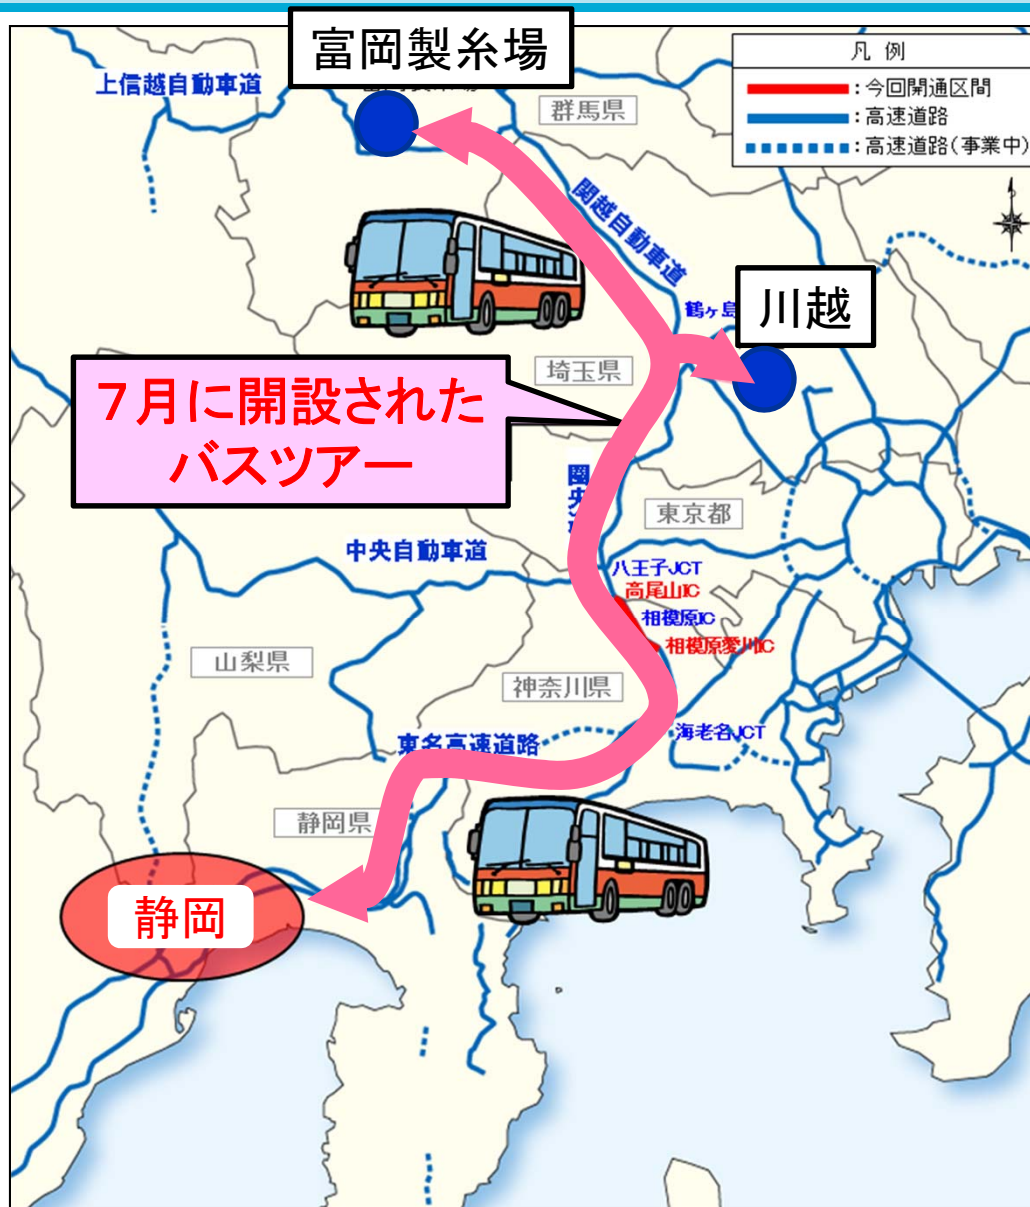 富岡製糸場
凡例
上信越自動車道
:今回開通区間
群馬県
:高速道路
:高速道路(事業中)
関越自動車道
鶴ヶ島
川越
埼玉県
7月に開設された
バスツアー
圏央
東京都
中央自動車道
八王子JCT
高尾山IC
相模原IC
相模原愛川IC
山梨県
神奈川県
海老名JCT
東名高速道路
静岡県
静岡